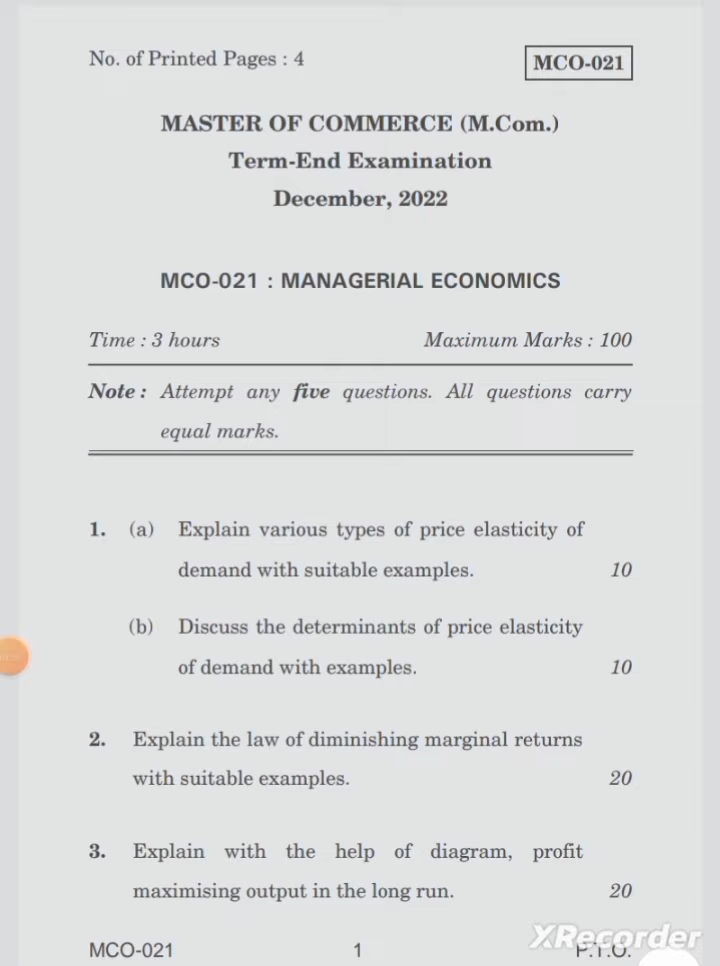 No. of Printed Pages : 4
MCO-021
MASTER OF COMMERCE (M.Com.)
Term-End Examination
December, 2022
MCO-021 : MANAGERIAL ECONOMICS
Time : 3 hours Maximum Marks : 100
Note : Attempt any five questions. All questions carry
equal marks.
1. (a) Explain various types of price elasticity of
demand with suitable examples. 10
(b) Discuss the determinants of price elasticity
of demand with examples. 10
2. Explain the law of diminishing marginal returns
with suitable examples. 20
3. Explain with the help of diagram, profit
maximising output in the long run. 20
XRecorder
MCO-021 1 P.T.O.